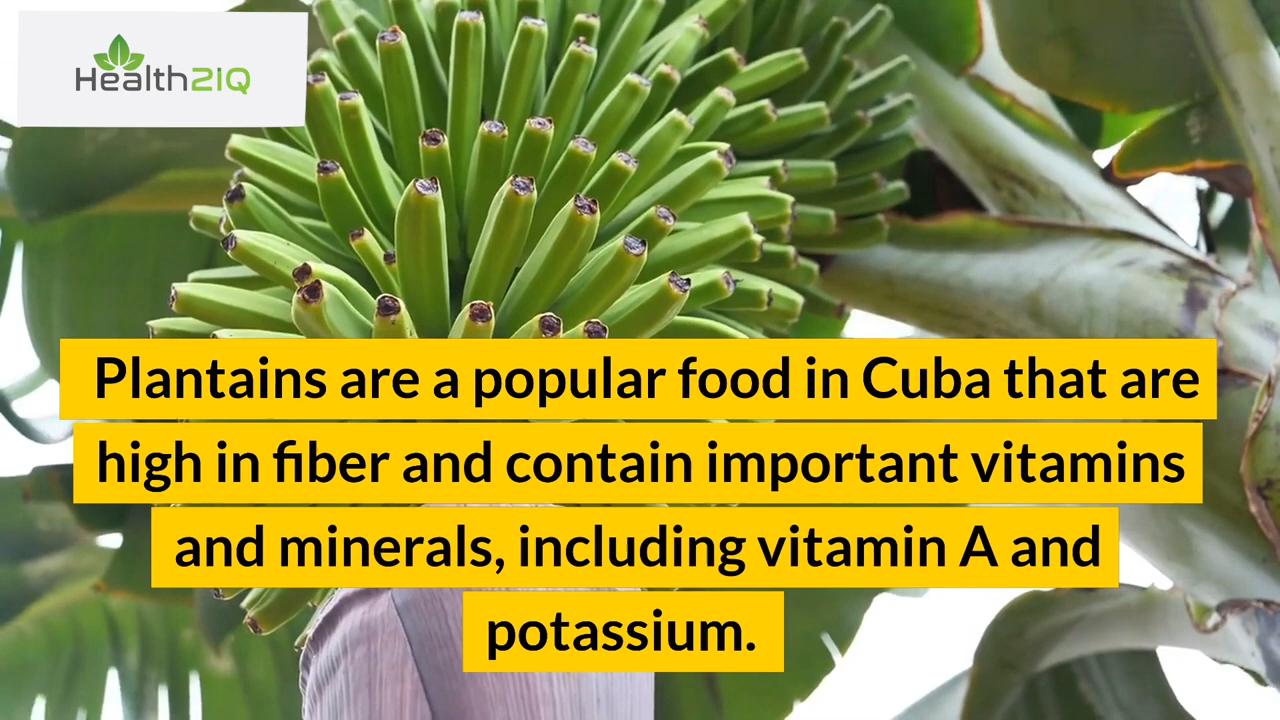 Health2IQ
Plantains are a popular food in Cuba that are
high in fiber and contain important vitamins
and minerals, including vitamin A and
potassium.